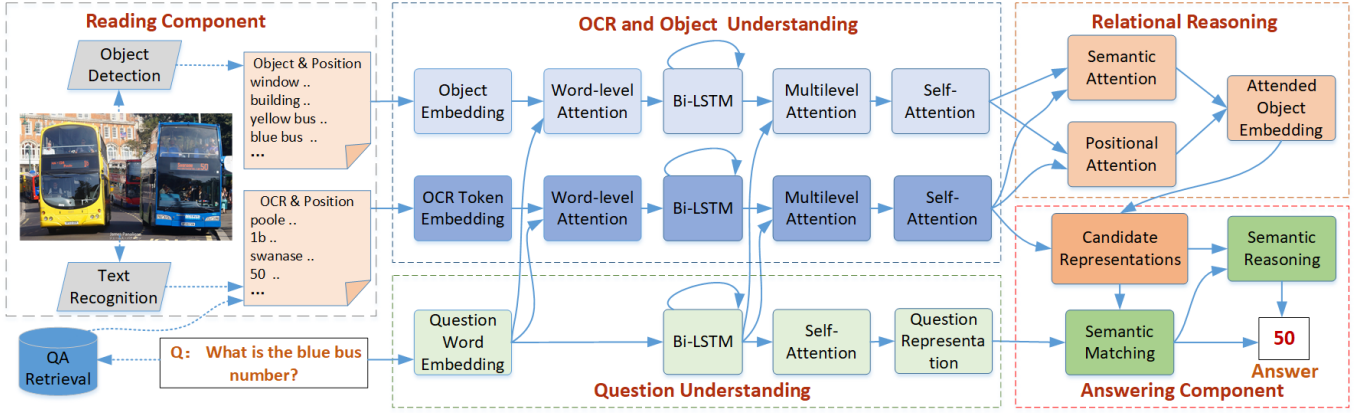 Reading Component
Object
Detection
Object & Position
window ..
building ..
yellow bus ..
blue bus ..
...
OCR & Position
poole ..
1b ..
swanase ..
50 ..
...
Text
Recognition
QA
Retrieval
Q: What is the blue bus
number?
OCR and Object Understanding
Object
Embedding
Word-level
Attention
Bi-LSTM
Multilevel
Attention
Self-
Attention
OCR Token
Embedding
Word-level
Attention
Bi-LSTM
Multilevel
Attention
Self-
Attention
Question
Word
Embedding
Bi-LSTM
Self-
Attention
Question
Representa
tion
Question Understanding
Relational Reasoning
Semantic
Attention
Positional
Attention
Attended
Object
Embedding
Candidate
Representations
Semantic
Reasoning
Semantic
Matching
50
Answer
Answering Component